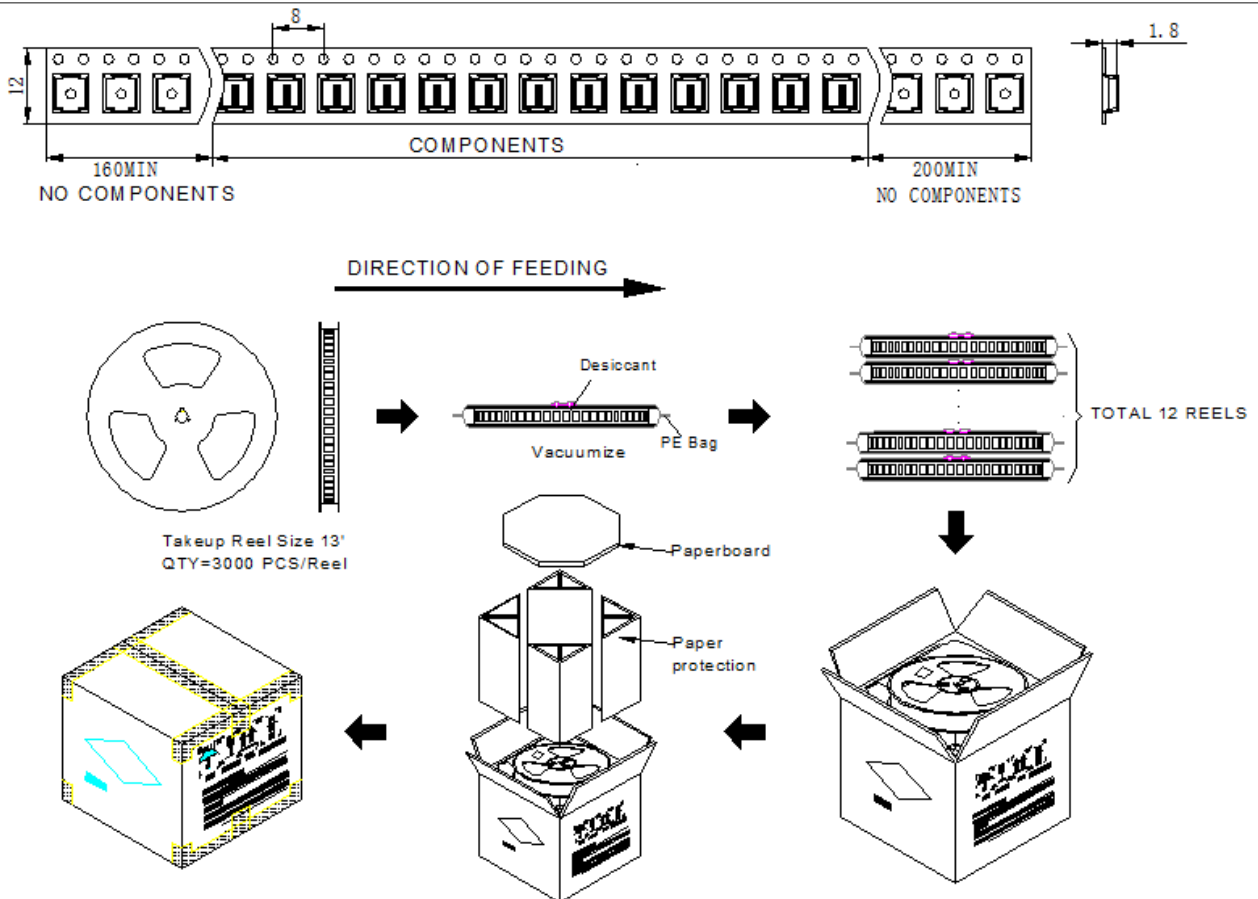 8
1.8
12
COMPONENTS
160MIN
NO COMPONENTS
200MIN
NO COMPONENTS
DIRECTION OF FEEDING
Desiccant
PE Bag
Vacuumize
TOTAL 12 REELS
Takeup Reel Size 13'
QTY=3000 PCS/Reel
Paperboard
Paper
protection